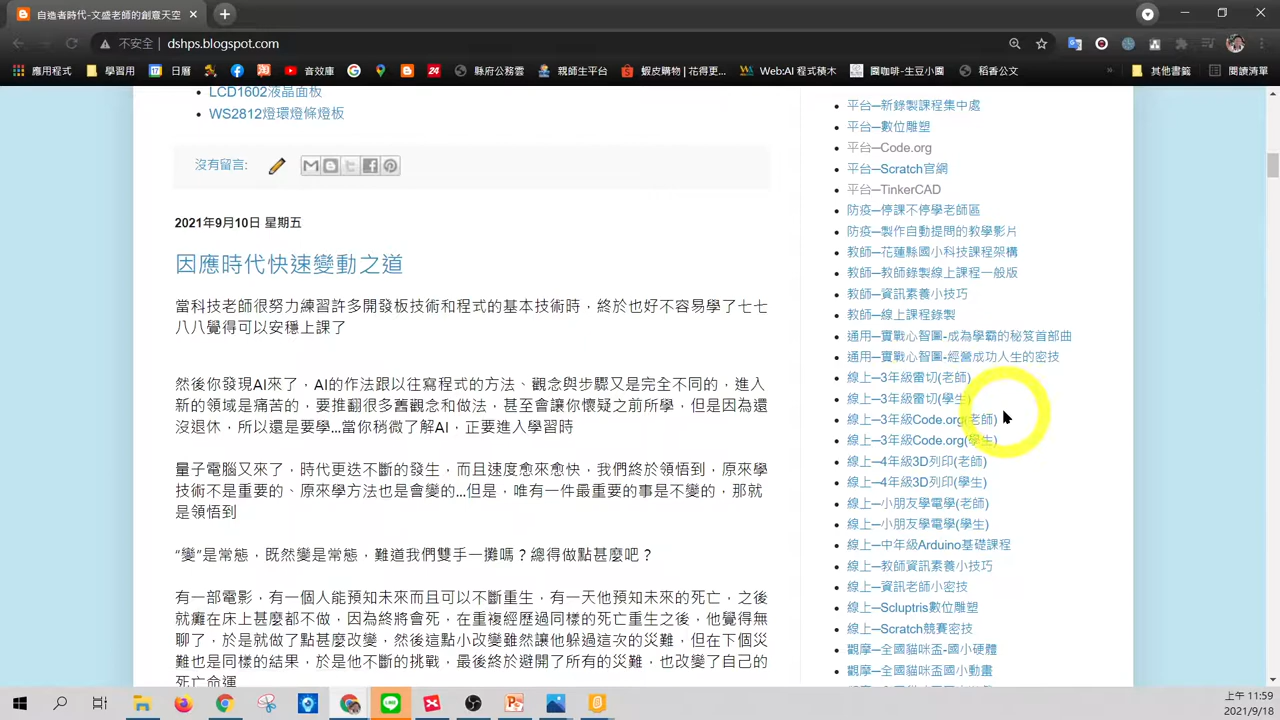 自造者時代-文盛老師的創意天空
不安全 dshps.blogspot.com
應用程式 學習用 日曆 音效庫 縣府公務雲 親師生平台 蝦皮購物 | 花得更... Web:AI 程式積木 國咖啡-生豆小園 稻香公文 » 其他書籤 閱讀清單
LCD1602液晶面板
WS2812燈環燈條燈板
沒有留言:
2021年9月10日 星期五
因應時代快速變動之道
當科技老師很努力練習許多開發板技術和程式的基本技術時，終於也好不容易學了七七
八八覺得可以安穩上課了
然後你發現AI來了，AI的作法跟以往寫程式的方法、觀念與步驟又是完全不同的，進入
新的領域是痛苦的，要推翻很多舊觀念和做法，甚至會讓你懷疑之前所學，但是因為還
沒退休，所以還是要學...當你稍微了解AI，正要進入學習時
量子電腦又來了，時代更迭不斷的發生，而且速度愈來愈快，我們終於領悟到，原來學
技術不是重要的、原來學方法也是會變的...但是，唯有一件最重要的事是不變的，那就
是領悟到
“變”是常態，既然變是常態，難道我們雙手一攤嗎？總得做點甚麼吧？
有一部電影，有一個人能預知未來而且可以不斷重生，有一天他預知未來的死亡，之後
就癱在床上甚麼都不做，因為終將會死，在重複經歷過同樣的死亡重生之後，他覺得無
聊了，於是就做了點甚麼改變，然後這點小改變雖然讓他躲過這次的災難，但在下個災
難也是同樣的結果，於是他不斷的挑戰，最後終於避開了所有的災難，也改變了自己的
死亡命運
平台—新錄製課程集中處
平台—數位雕塑
平台—Code.org
平台—Scratch官網
平台—TinkerCAD
防疫—停課不停學老師區
防疫—製作自動提問的教學影片
教師—花蓮縣國小科技課程架構
教師—教師錄製線上課程一般版
教師—資訊素養小技巧
教師—線上課程錄製
通用—實戰心智圖-成為學霸的秘笈首部曲
通用—實戰心智圖-經營成功人生的密技
線上—3年級雷切(老師)
線上—3年級雷切(學生)
線上—3年級Code.org(老師)
線上—3年級Code.org(學生)
線上—4年級3D列印(老師)
線上—4年級3D列印(學生)
線上—小朋友學電學(老師)
線上—小朋友學電學(學生)
線上—中年級Arduino基礎課程
線上—教師資訊素養小技巧
線上—資訊老師小密技
線上—Scluptris數位雕塑
線上—Scratch競賽密技
觀摩—全國貓咪盃-國小硬體
觀摩—全國貓咪盃國小動畫
上午 11:59
2021/9/18